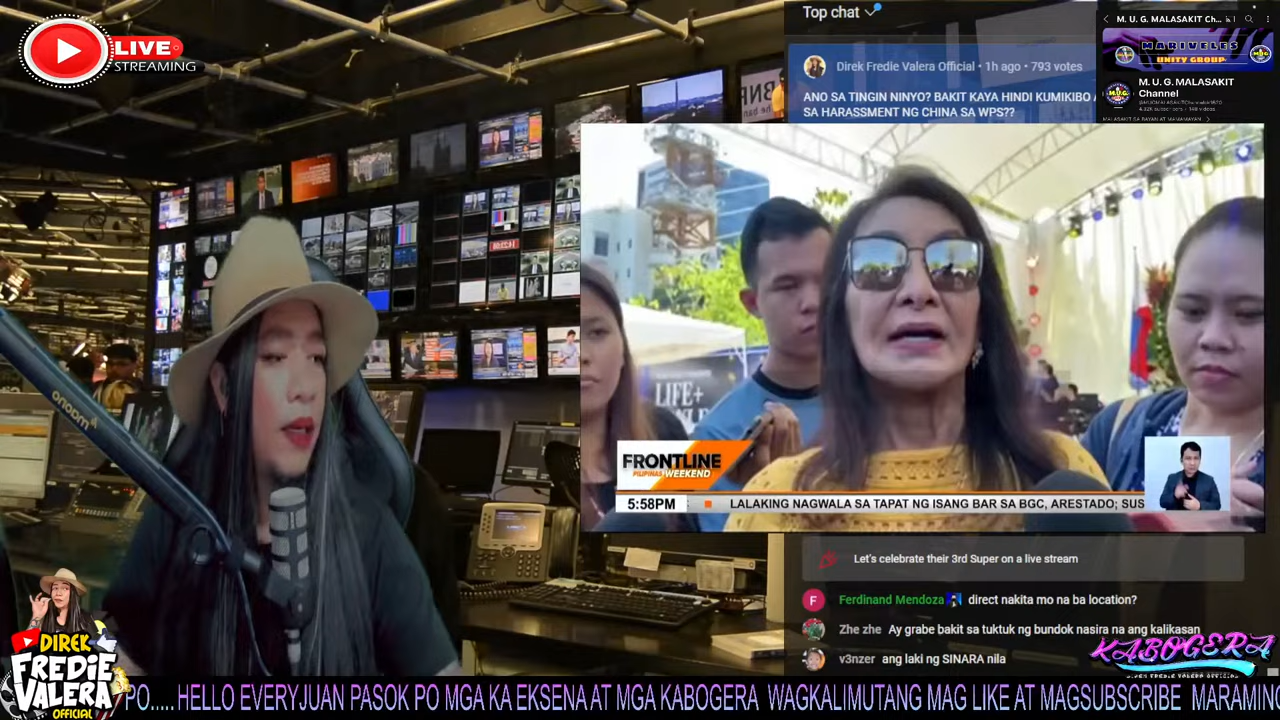 LIVE
STREAMING
Top chat
Direk Fredie Valera Official • 1h ago • 793 votes
ANO SA TINGIN NINYO? BAKIT KAYA HINDI KUMIKIBO
SA HARASSMENT NG CHINA SA WPS??
M. U. G. MALASAKIT Ch...
MARIVELES
UNITY GROUP
M. U. G. MALASAKIT
Channel
LIFE+
FRONTLINE
PILIPINAS WEEKEND
5:58PM
LALAKING NAGWALA SA TAPAT NG ISANG BAR SA BGC, ARESTADO; SUS
maono
Let's celebrate their 3rd Super on a live stream
F Ferdinand Mendoza direct nakita mo na ba location?
Zhe zhe Ay grabe bakit sa tuktuk ng bundok nasira na ang kalikasan
v3nzer ang laki ng SINARA nila
KABOGERA
DIREK
FREDIE
VALERA
OFFICIAL
PO.....HELLO EVERYJUAN PASOK PO MGA KA EKSENA AT MGA KABOGERA WAGKALIMUTANG MAG LIKE AT MAGSUBSCRIBE MARAMING